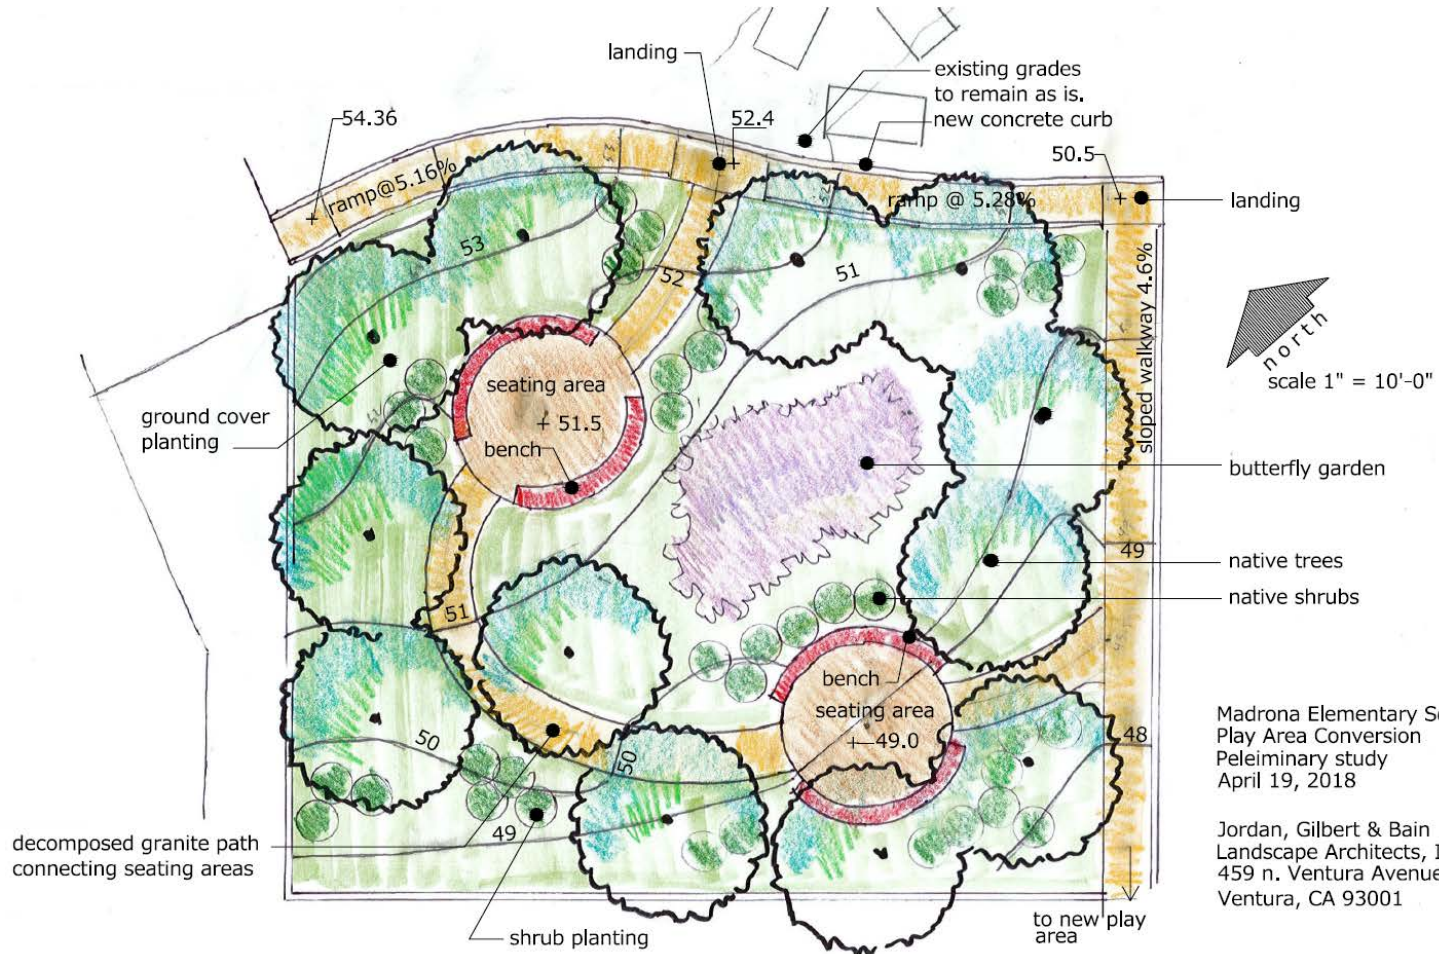 landing
existing grades
to remain as is.
new concrete curb
54.36
52.4
50.5
ramp@5.16%
ramp @ 5.28%
landing
53
52
51
sloped walkway 4.6%
north
scale 1" = 10'-0"
seating area
+ 51.5
bench
ground cover
planting
butterfly garden
49
native trees
native shrubs
51
bench
seating area
+ 49.0
50
50
48
49
Madrona Elementary S
Play Area Conversion
Peleiminary study
April 19, 2018
Jordan, Gilbert & Bain
Landscape Architects, I
459 n. Ventura Avenue
Ventura, CA 93001
decomposed granite path
connecting seating areas
shrub planting
to new play
area